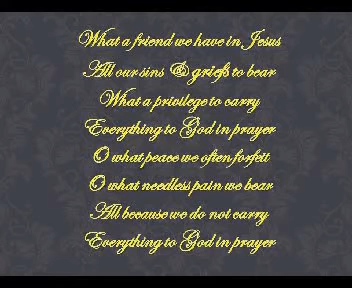 What a friend we have in Jesus
All our sins & griefs to bear
What a privilege to carry
Everything to God in prayer
O what peace we often forfeit
O what needless pain we bear
All because we do not carry
Everything to God in prayer